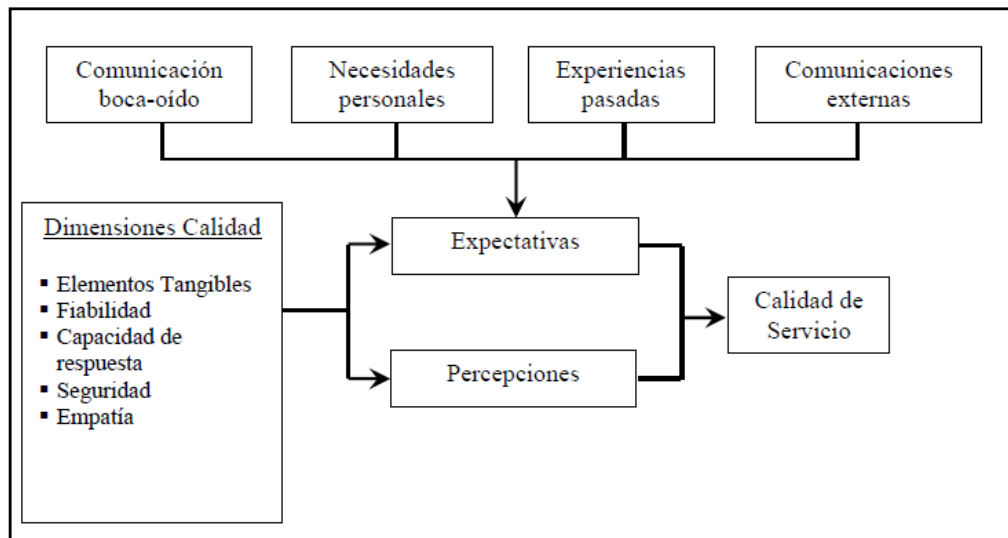 Comunicación
boca-oído
Necesidades
personales
Experiencias
pasadas
Comunicaciones
externas
Dimensiones Calidad
▪ Elementos Tangibles
▪ Fiabilidad
▪ Capacidad de
respuesta
▪ Seguridad
▪ Empatía
Expectativas
Percepciones
Calidad de
Servicio